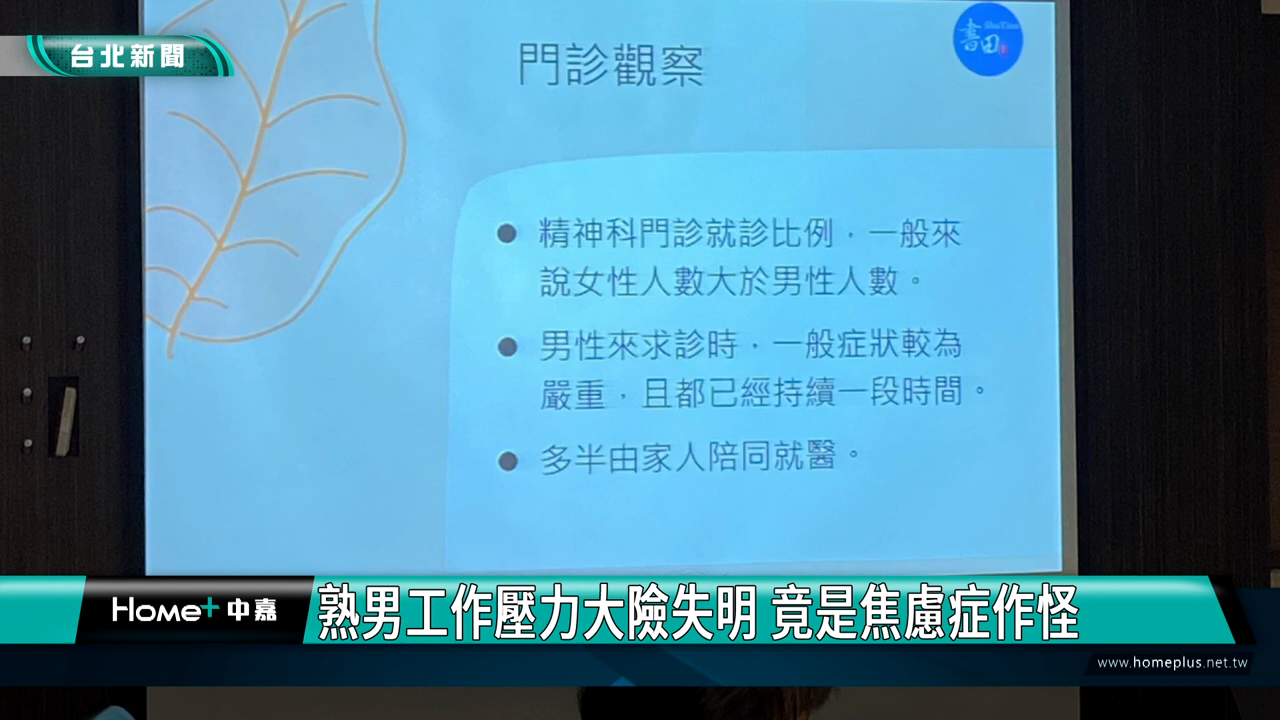 台北新聞
門診觀察
書田
ShuTien
精神科門診就診比例，一般來
說女性人數大於男性人數。
男性來求診時，一般症狀較為
嚴重，且都已經持續一段時間。
多半由家人陪同就醫。
Home+中嘉
熟男工作壓力大險失明 竟是焦慮症作怪
www.homeplus.net.tw